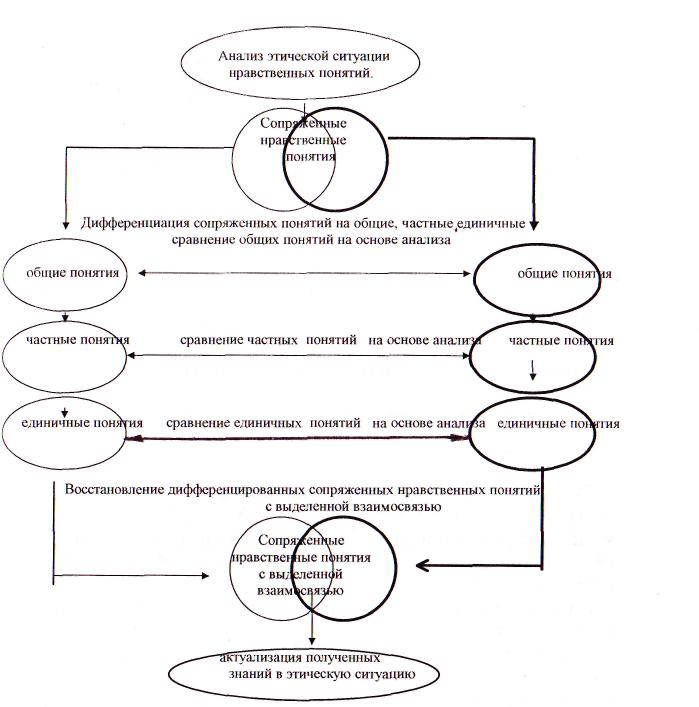 Анализ этической ситуации
нравственных понятий.
Сопряженные
нравственные
понятия
Дифференциация сопряженных понятий на общие, частные, единичные
сравнение общих понятий на основе анализа
общие понятия
общие понятия
частные понятия
сравнение частных понятий на основе анализа
частные понятия
единичные понятия
сравнение единичных понятий на основе анализа
единичные понятия
Восстановление дифференцированных сопряженных нравственных понятий
с выделенной взаимосвязью
Сопряженные
нравственные понятия
с выделенной
взаимосвязью
актуализация полученных
знаний в этическую ситуацию